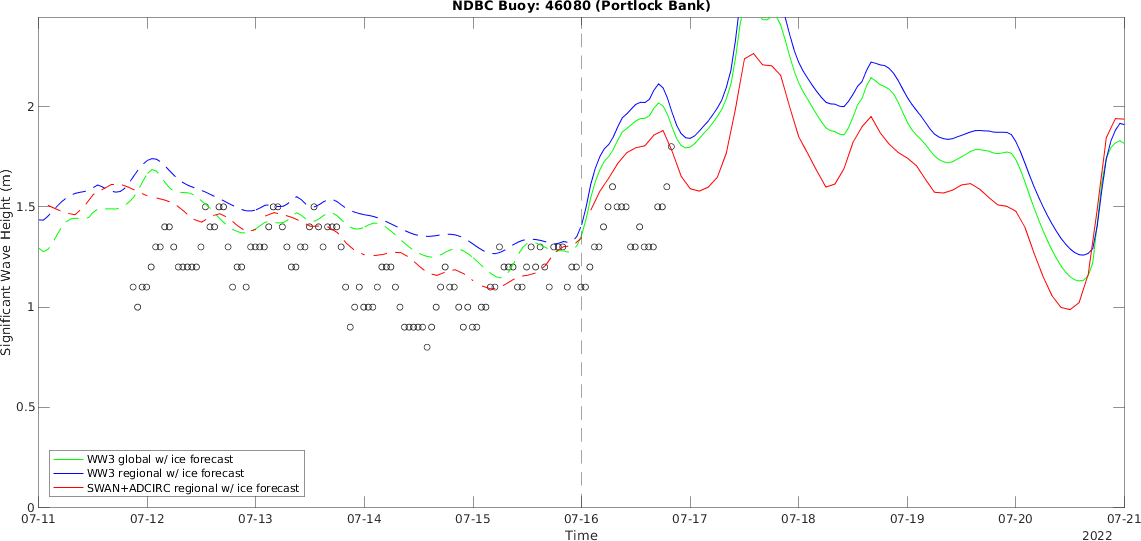 NDBC Buoy: 46080 (Portlock Bank)
2
1.5
1
0.5
0
Significant Wave Height (m)
WW3 global w/ ice forecast
WW3 regional w/ ice forecast
SWAN+ADCIRC regional w/ ice forecast
07-11 07-12 07-13 07-14 07-15 07-16 07-17 07-18 07-19 07-20 07-21
Time
2022